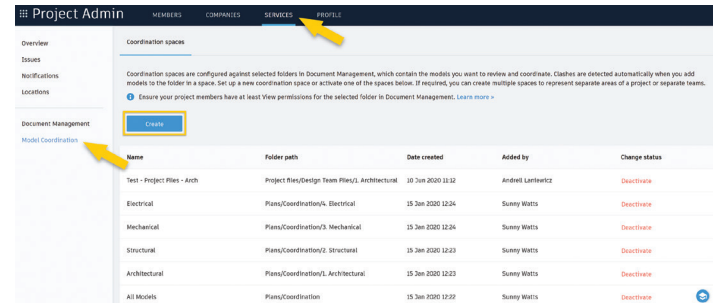 Project Admin MEMBERS COMPANIES SERVICES PROFILE
Overview
Issues
Notifications
Locations
Document Management
Model Coordination
Coordination spaces
Coordination spaces are configured against selected folders in Document Management, which contain the models you want to review and coordinate. Clashes are detected automatically when you add
models to the folder in a space. Set up a new coordination space or activate one of the spaces below. If required, you can create multiple spaces to represent separate areas of a project or separate teams.
Ensure your project members have at least View permissions for the selected folder in Document Management. Learn more »
Create
Name Folder path Date created Added by Change status
Test - Project Files - Arch Project files/Design Team Files/1. Architectural 10 Jun 2020 11:12 Andrell Laniewicz Deactivate
Electrical Plans/Coordination/4. Electrical 15 Jan 2020 12:24 Sunny Watts Deactivate
Mechanical Plans/Coordination/3. Mechanical 15 Jan 2020 12:24 Sunny Watts Deactivate
Structural Plans/Coordination/2. Structural 15 Jan 2020 12:23 Sunny Watts Deactivate
Architectural Plans/Coordination/1. Architectural 15 Jan 2020 12:23 Sunny Watts Deactivate
All Models Plans/Coordination 15 Jan 2020 12:22 Sunny Watts Deactivate